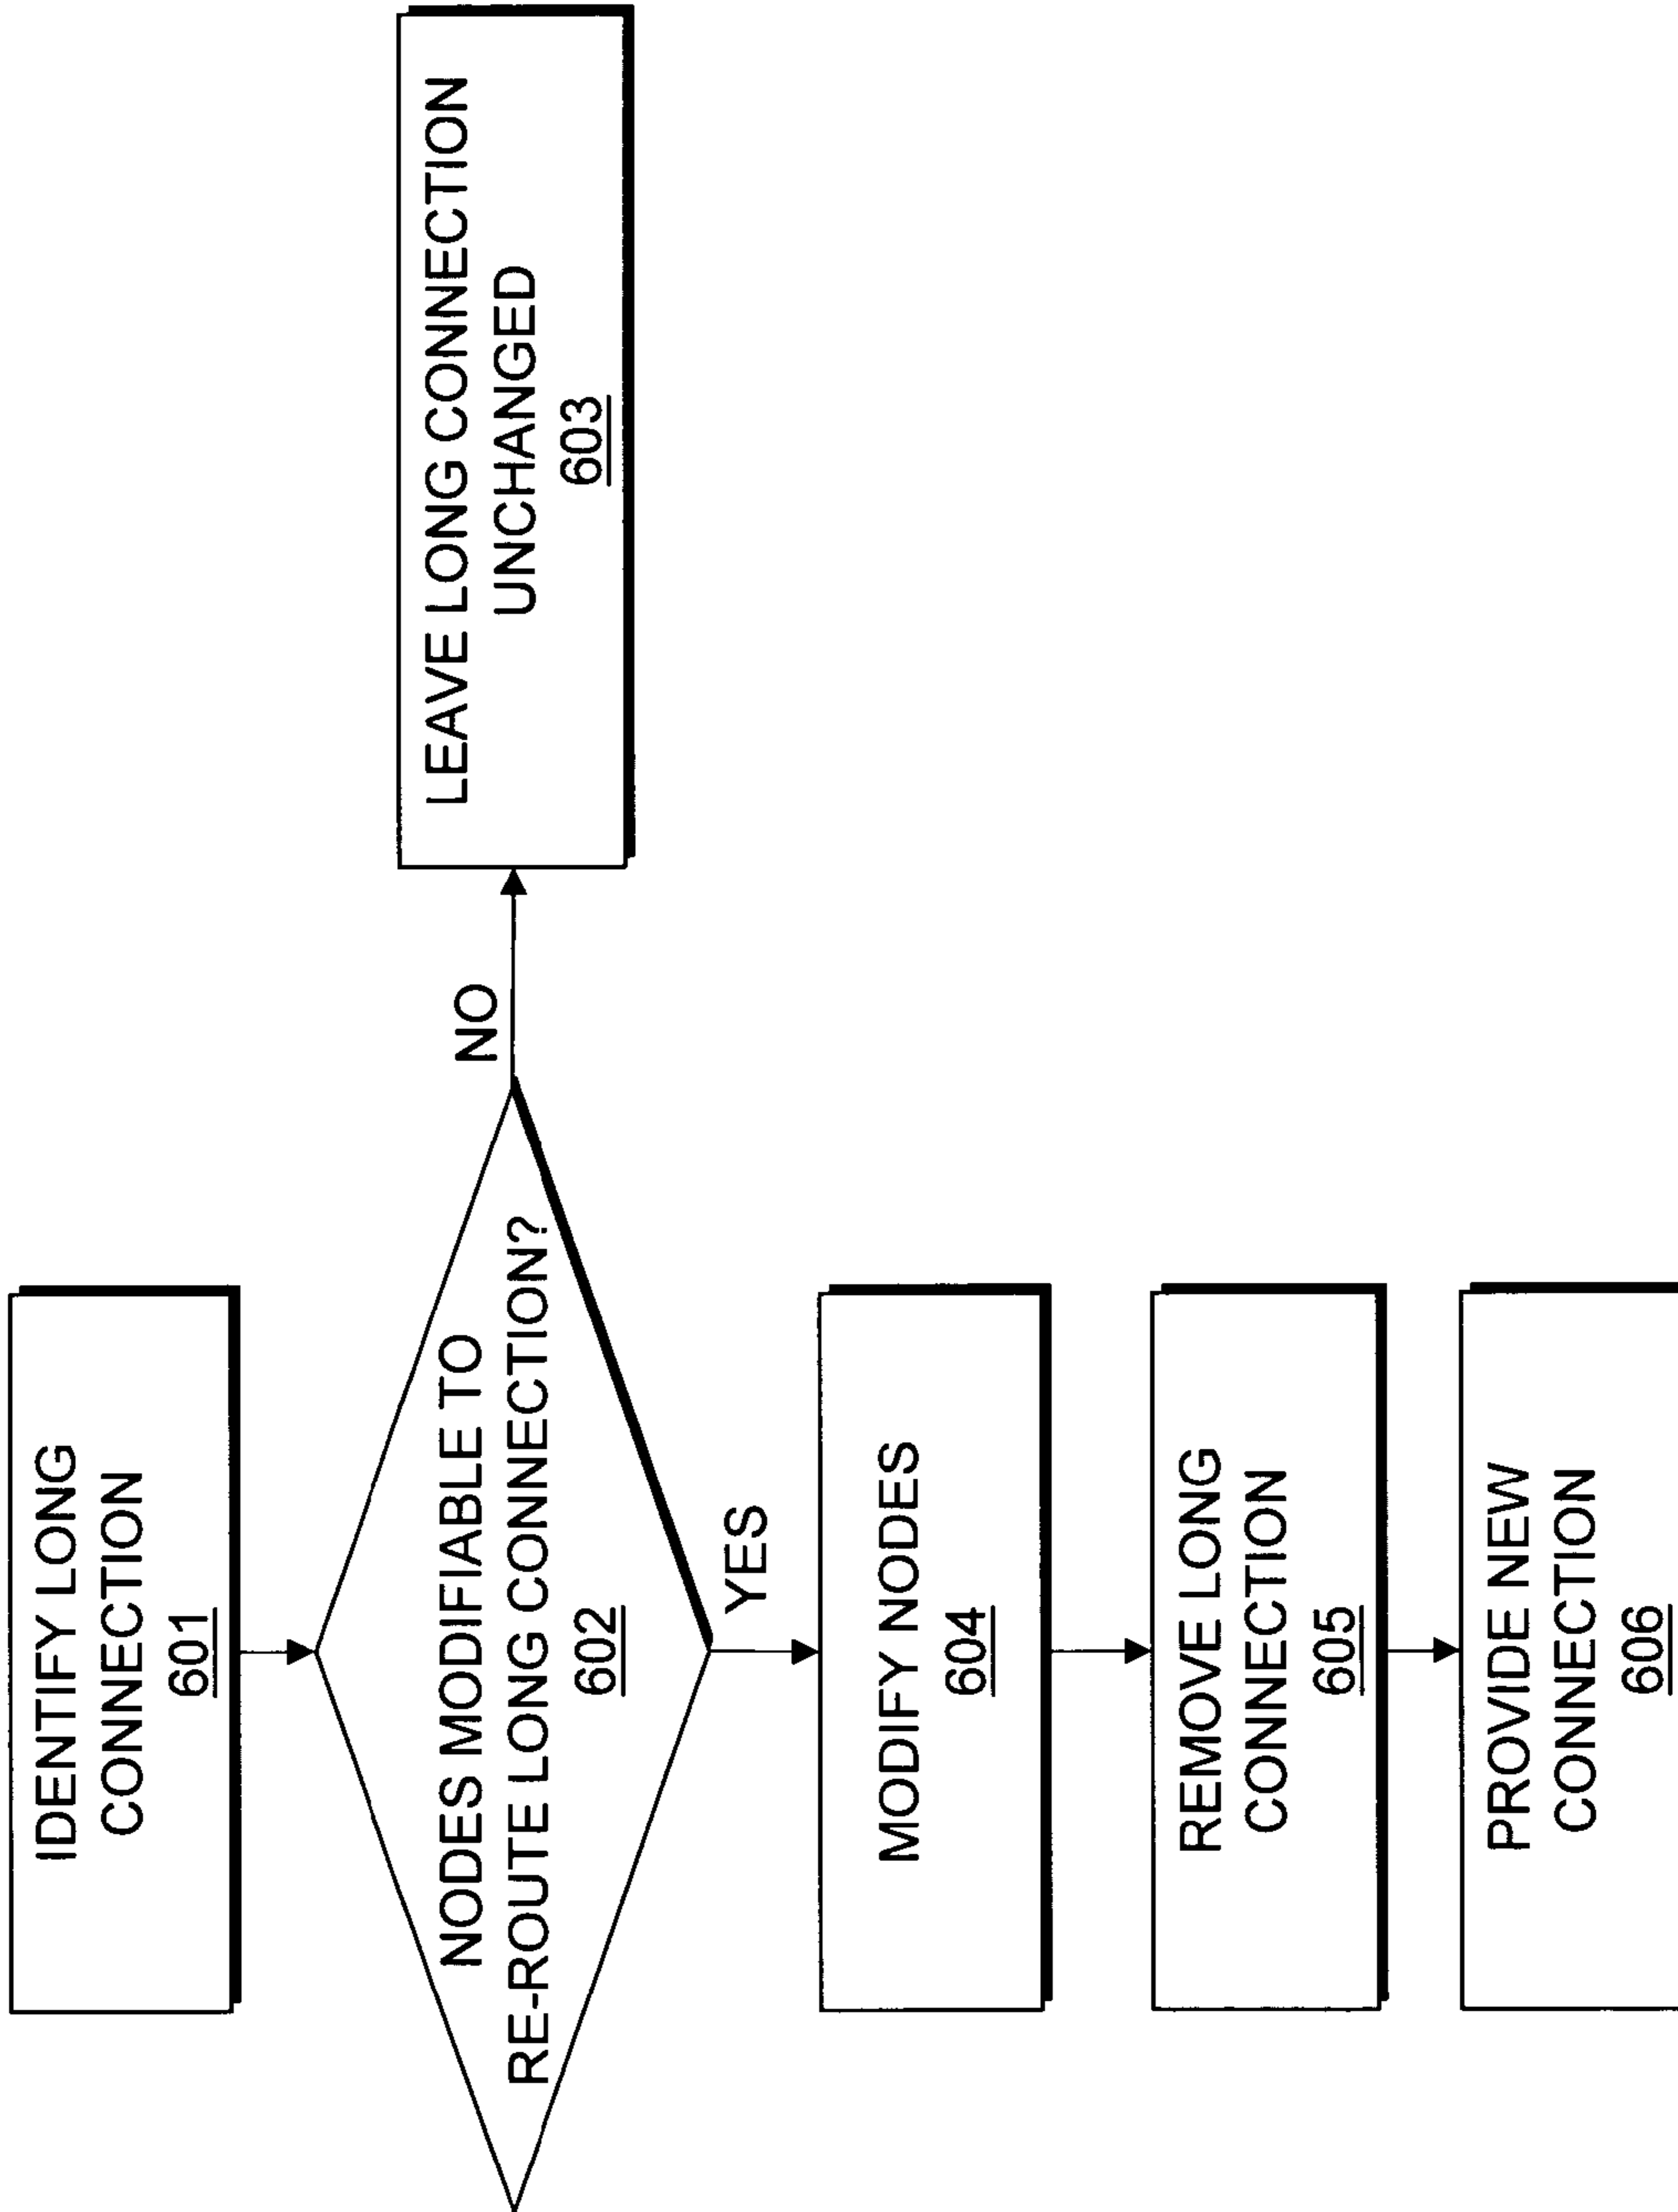 IDENTIFY LONG
CONNECTION
601
NODES MODIFIABLE TO
RE-ROUTE LONG CONNECTION?
602
NO
LEAVE LONG CONNECTION
UNCHANGED
603
YES
MODIFY NODES
604
REMOVE LONG
CONNECTION
605
PROVIDE NEW
CONNECTION
606